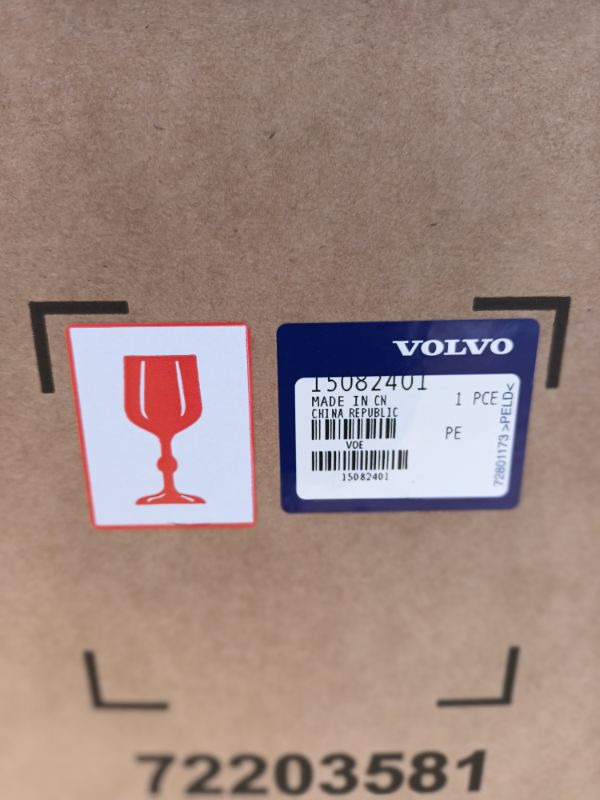 VOLVO
15082401
MADE IN CN
1 PCE
CHINA REPUBLIC
PE
VOE
15082401
72801173 >PELD<
72203581